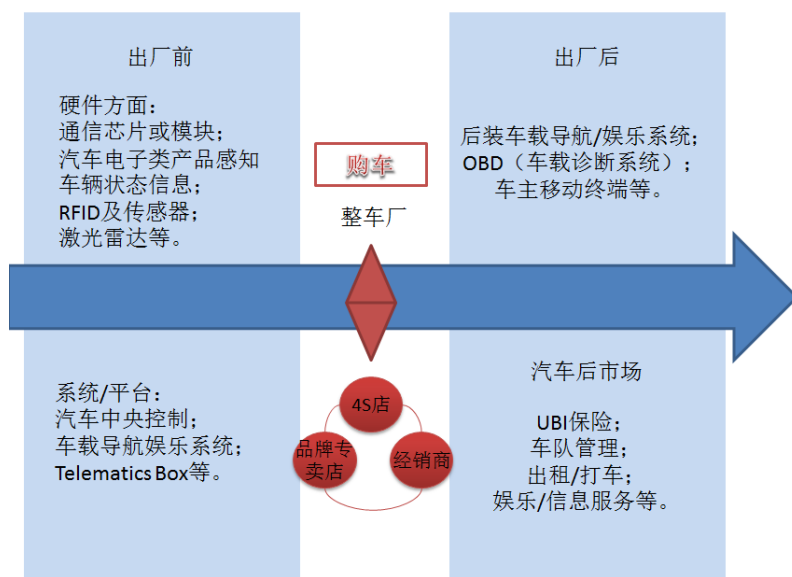 出厂前
硬件方面：
通信芯片或模块；
汽车电子类产品感知
车辆状态信息；
RFID及传感器；
激光雷达等。
购车
整车厂
出厂后
后装车载导航/娱乐系统；
OBD（车载诊断系统）；
车主移动终端等。
系统/平台：
汽车中央控制；
车载导航娱乐系统；
Telematics Box等。
4S店
品牌专
卖店
经销商
汽车后市场
UBI保险；
车队管理；
出租/打车；
娱乐/信息服务等。